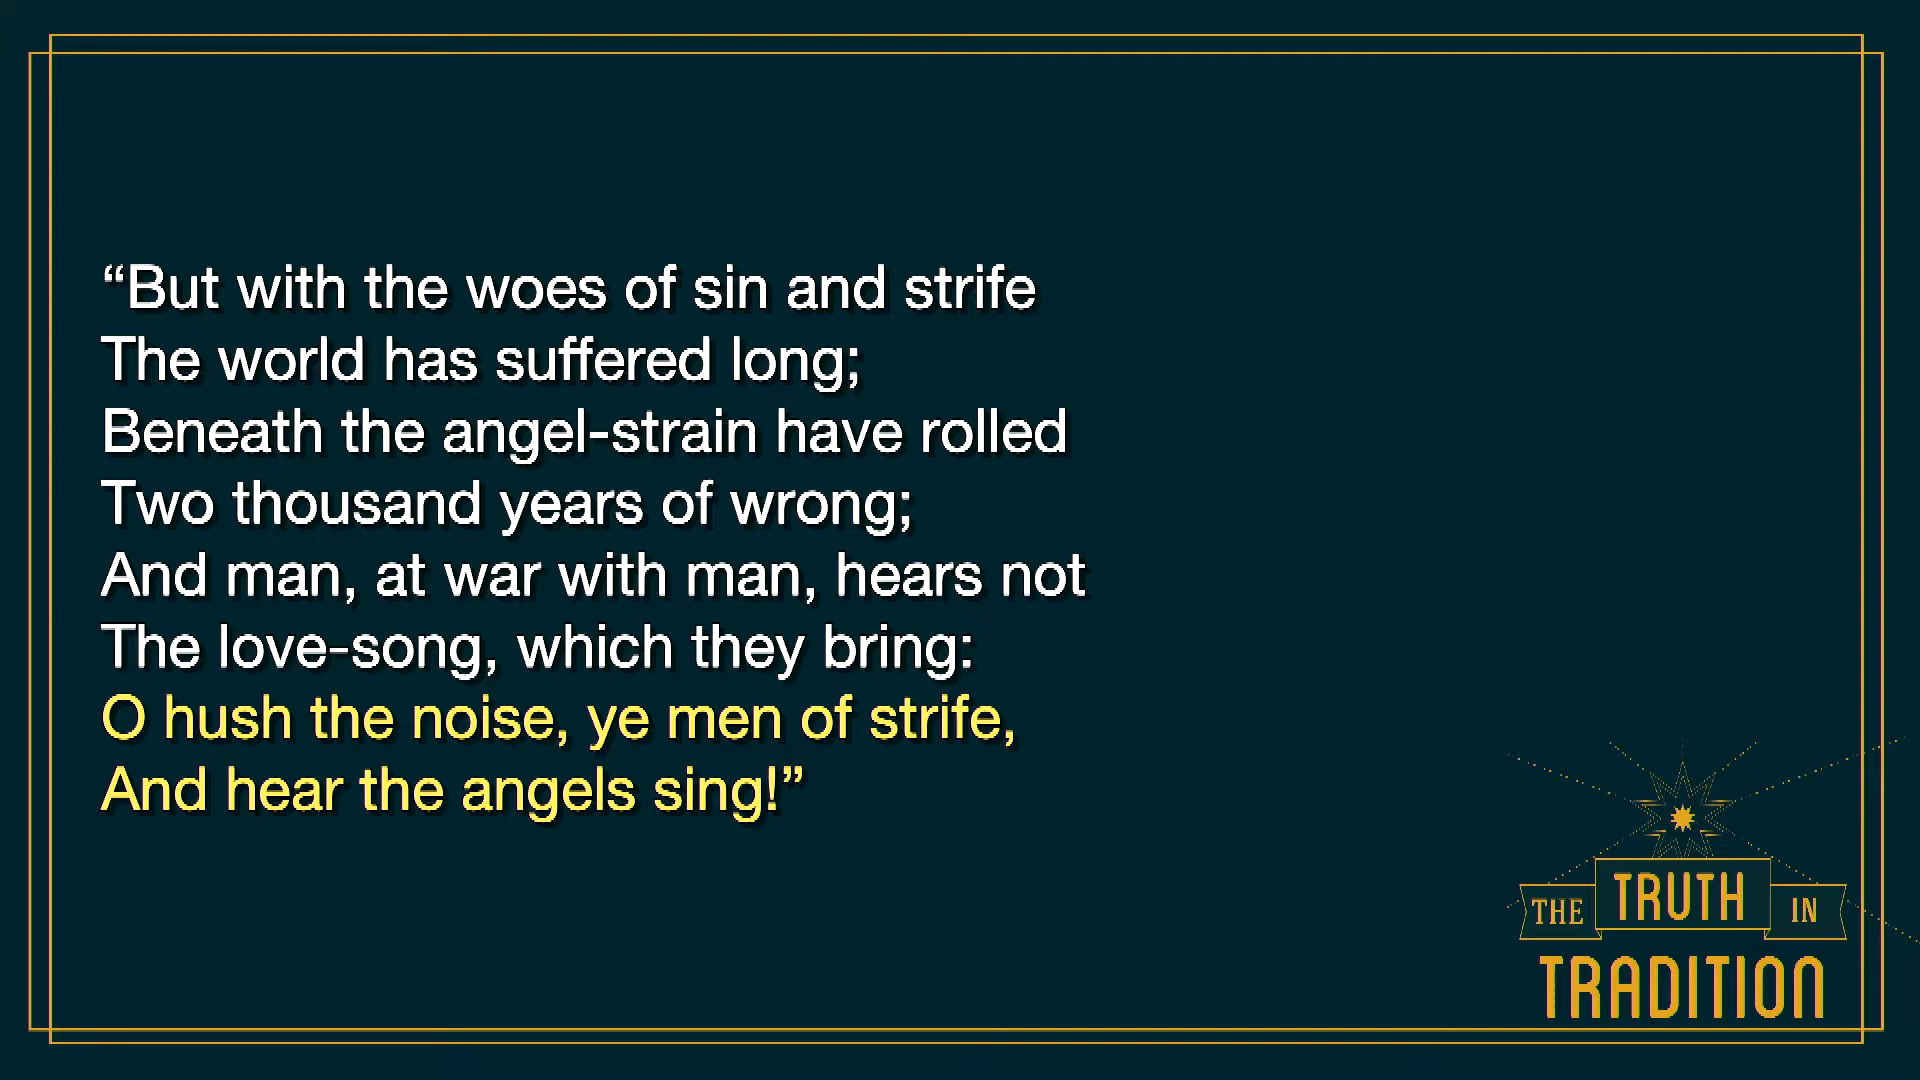 “But with the woes of sin and strife
The world has suffered long;
Beneath the angel-strain have rolled
Two thousand years of wrong;
And man, at war with man, hears not
The love-song, which they bring:
O hush the noise, ye men of strife,
And hear the angels sing!”
THE TRUTH IN
TRADITION